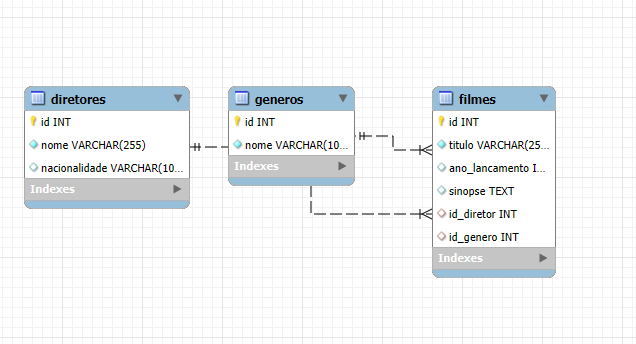 diretores
id INT
nome VARCHAR(255)
nacionalidade VARCHAR(10...
Indexes
generos
id INT
nome VARCHAR(10...
Indexes
filmes
id INT
titulo VARCHAR(25...
ano_lancamento I...
sinopse TEXT
id_diretor INT
id_genero INT
Indexes